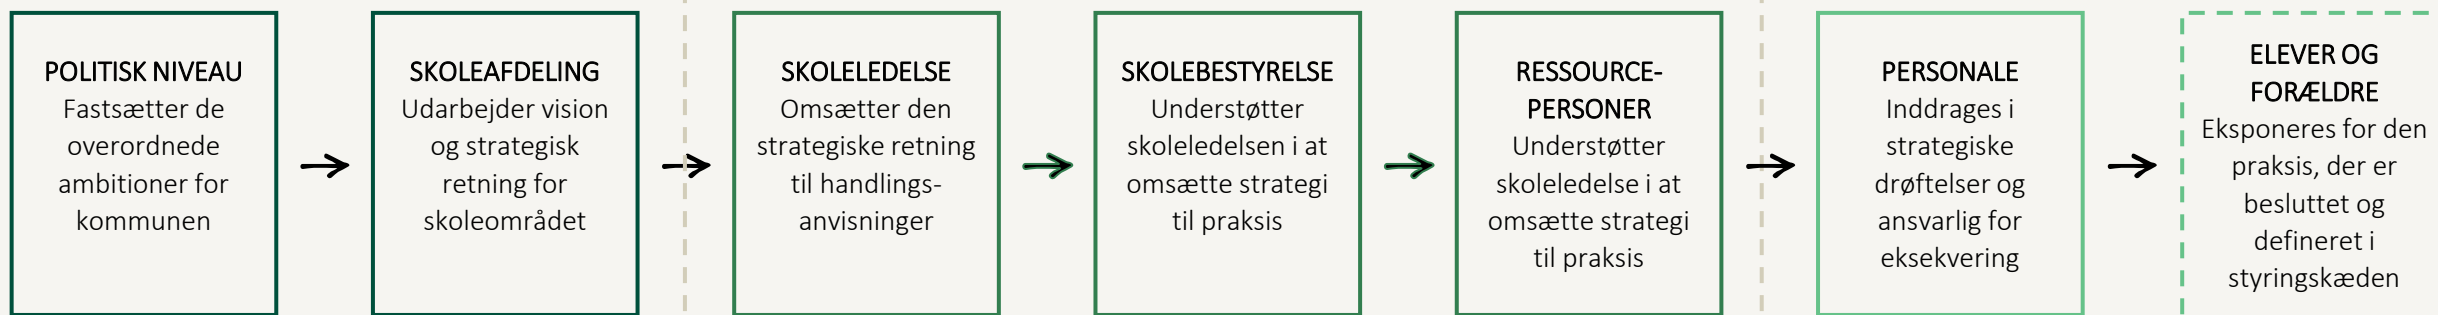 POLITISK NIVEAU
Fastsætter de
overordnede
ambitioner for
kommunen
SKOLEAFDELING
Udarbejder vision
og strategisk
retning for
skoleområdet
SKOLELEDELSE
Omsætter den
strategiske retning
til handlings-
anvisninger
SKOLEBESTYRELSE
Understøtter
skoleledelsen i at
omsætte strategi
til praksis
RESSOURCE-
PERSONER
Understøtter
skoleledelse i at
omsætte strategi
til praksis
PERSONALE
Inddrages i
strategiske
drøftelser og
ansvarlig for
eksekvering
ELEVER OG
FORÆLDRE
Eksponeres for den
praksis, der er
besluttet og
defineret i
styringskæden